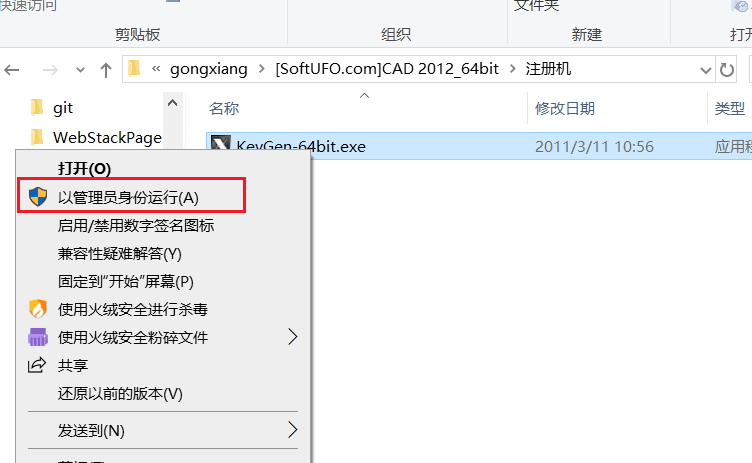 快速访问
文件夹
剪贴板
组织
新建
打开
« gongxiang > [SoftUFO.com]CAD 2012_64bit > 注册机
git
名称
修改日期
类型
WebStackPage
KeyGen-64bit.exe
2011/3/11 10:56
应用程
打开(O)
以管理员身份运行(A)
启用/禁用数字签名图标
兼容性疑难解答(Y)
固定到“开始”屏幕(P)
使用火绒安全进行杀毒
使用火绒安全粉碎文件
共享
还原以前的版本(V)
发送到(N)